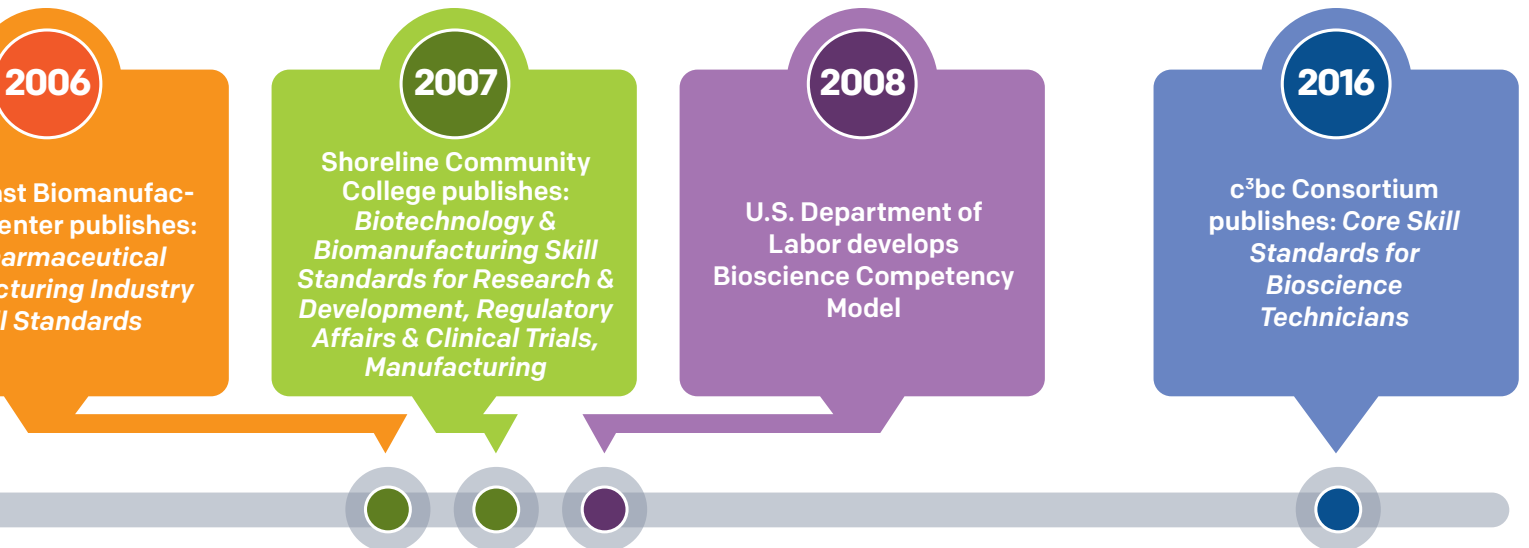 2006
ast Biomanufac-
enter publishes:
armaceutical
cturing Industry
l Standards
2007
Shoreline Community
College publishes:
Biotechnology &
Biomanufacturing Skill
Standards for Research &
Development, Regulatory
Affairs & Clinical Trials,
Manufacturing
2008
U.S. Department of
Labor develops
Bioscience Competency
Model
2016
c³bc Consortium
publishes: Core Skill
Standards for
Bioscience
Technicians